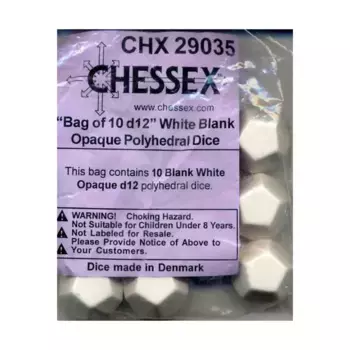 CHX 29035
CHESSEX
www.chessex.com
"Bag of 10 d12" White Blank
Opaque Polyhedral Dice
This bag contains 10 Blank White
Opaque d12 polyhedral dice.
WARNING! Choking Hazard.
Not Suitable for Children Under 8 Years.
Not Labeled for Resale.
Please Provide Notice of Above to
Your Customers.
Dice made in Denmark